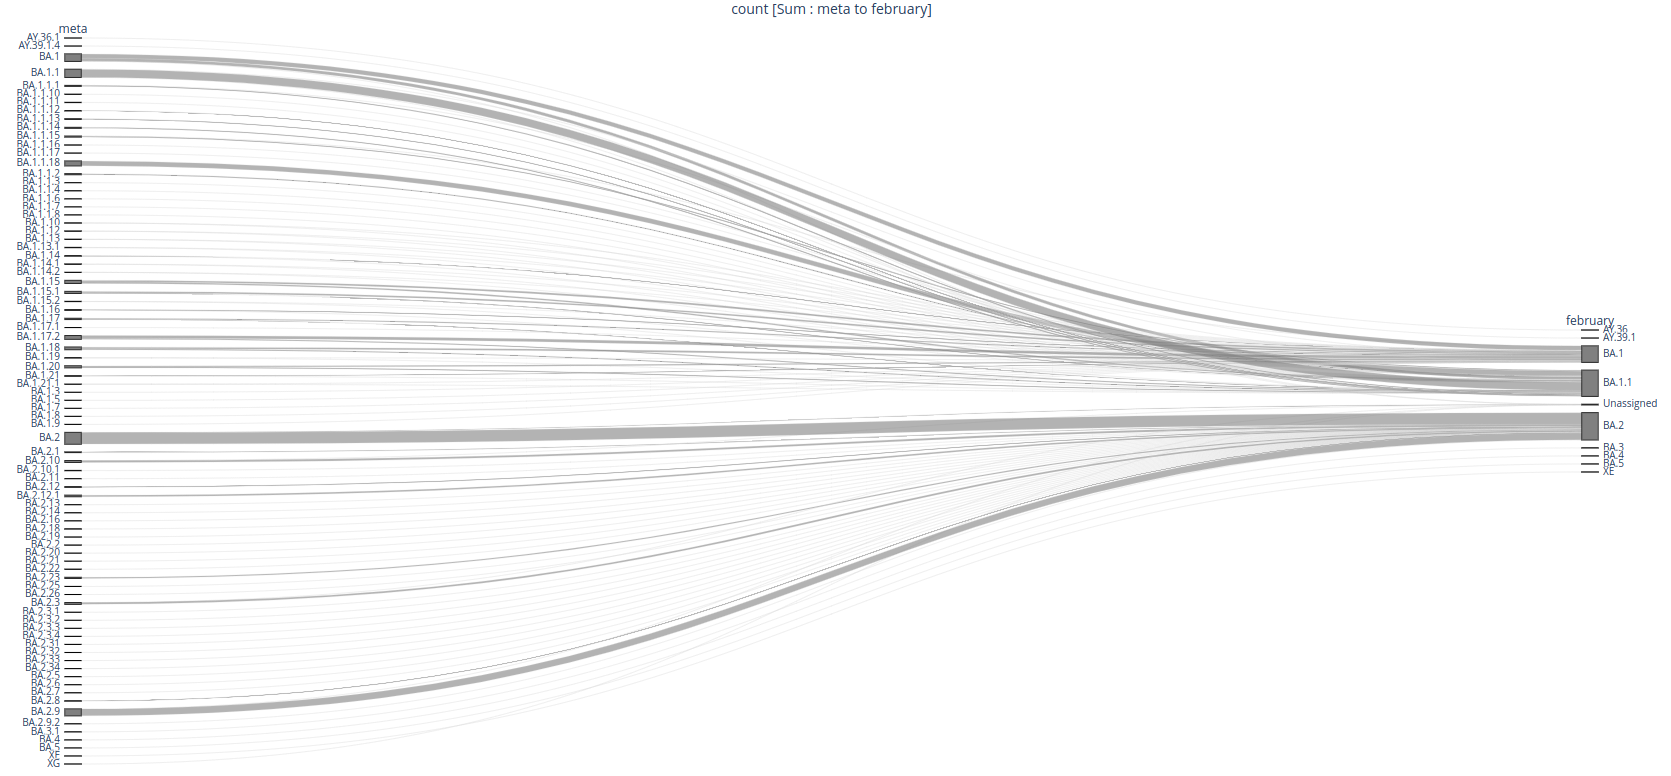 count [Sum : meta to february]
meta
AY.36.1
AY.39.1.4
BA.1
BA.1.1
BA.1.1.1
BA.1.1.10
BA.1.1.11
BA.1.1.12
BA.1.1.13
BA.1.1.14
BA.1.1.15
BA.1.1.16
BA.1.1.17
BA.1.1.18
BA.1.1.2
BA.1.1.3
BA.1.1.4
BA.1.1.6
BA.1.1.7
BA.1.1.8
BA.1.10
BA.1.12
BA.1.13
BA.1.13.1
BA.1.14
BA.1.14.1
BA.1.14.2
BA.1.15
BA.1.15.1
BA.1.15.2
BA.1.16
BA.1.17
BA.1.17.1
BA.1.17.2
BA.1.18
BA.1.19
BA.1.20
BA.1.21
BA.1.21.1
BA.1.3
BA.1.5
BA.1.7
BA.1.8
BA.1.9
BA.2
BA.2.1
BA.2.10
BA.2.10.1
BA.2.11
BA.2.12
BA.2.12.1
BA.2.13
BA.2.14
BA.2.16
BA.2.18
BA.2.19
BA.2.2
BA.2.20
BA.2.21
BA.2.22
BA.2.23
BA.2.25
BA.2.26
BA.2.3
BA.2.3.1
BA.2.3.2
BA.2.3.3
BA.2.3.4
BA.2.31
BA.2.32
BA.2.33
BA.2.34
BA.2.5
BA.2.6
BA.2.7
BA.2.8
BA.2.9
BA.2.9.2
BA.3.1
BA.4
BA.5
XE
XG
february
AY.36
AY.39.1
BA.1
BA.1.1
Unassigned
BA.2
BA.3
BA.4
BA.5
XE